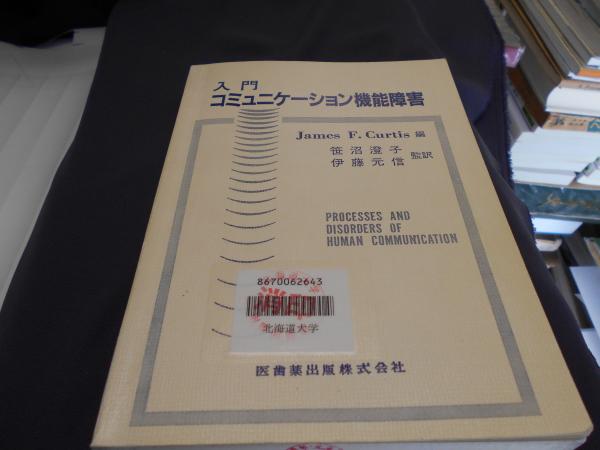 入門
コミュニケーション機能障害
James F. Curtis 編
笹沼澄子
伊藤元信 監訳
PROCESSES AND
DISORDERS OF
HUMAN COMMUNICATION
8670062643
北海道大学
医歯薬出版株式会社